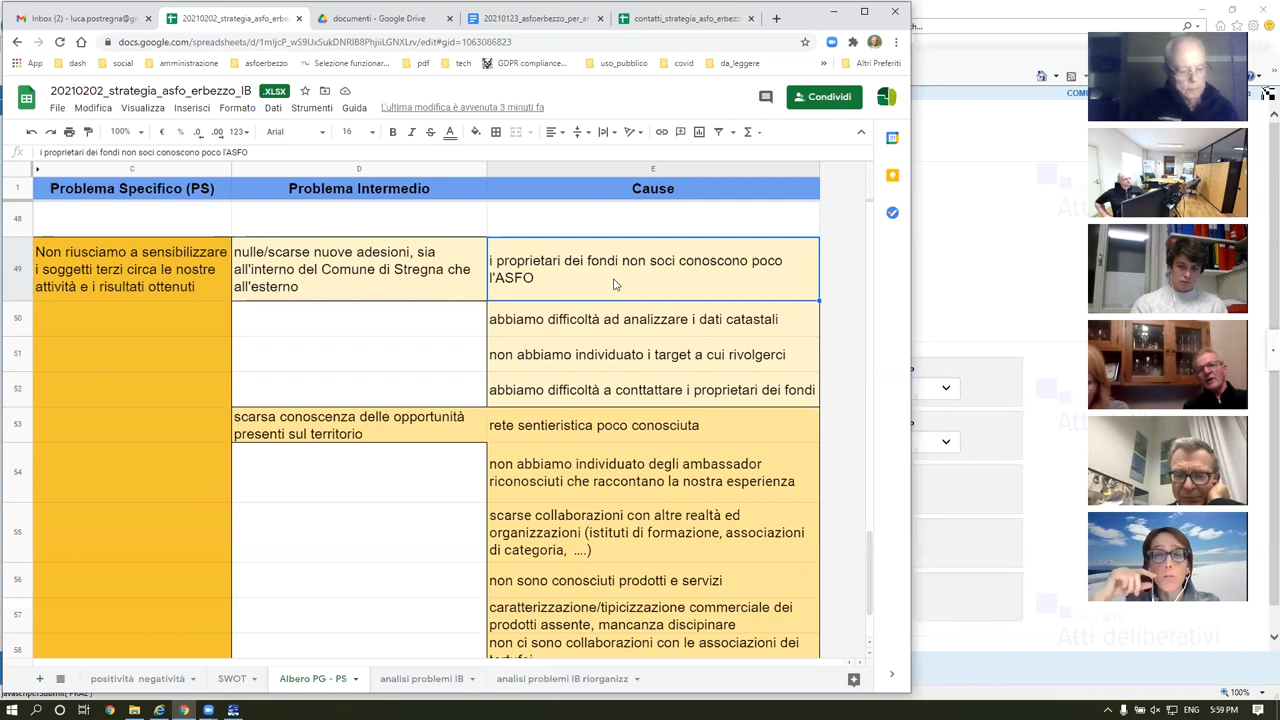 Inbox (2) - luca.postregna@g
20210202_strategia_asfo_erbe
documenti - Google Drive
20210123_asfoerbezzo_per_a
contatti_strategia_asfo_erbezz
docs.google.com/spreadsheets/d/
App
dash
social
amministrazione
asfoerbezzo
Selezione funzionari...
pdf
tech
GDPR compliance...
uso_pubblico
covid
da_leggere
»
Altri Preferiti
20210202_strategia_asfo_erbezzo_IB
.XLSX
File Modifica Visualizza Inserisci Formato Dati Strumenti Guida
L'ultima modifica è avvenuta 3 minuti fa
Condividi
100%
€ % .0 .00 123
Arial
16
B I S A
fx
i proprietari dei fondi non soci conoscono poco l'ASFO
C D E
1
Problema Specifico (PS) Problema Intermedio Cause
48
49
Non riusciamo a sensibilizzare
i soggetti terzi circa le nostre
attività e i risultati ottenuti
nulle/scarse nuove adesioni, sia
all'interno del Comune di Stregna che
all'esterno
i proprietari dei fondi non soci conoscono poco
l'ASFO
50
abbiamo difficoltà ad analizzare i dati catastali
51
non abbiamo individuato i target a cui rivolgerci
52
abbiamo difficoltà a conttattare i proprietari dei fondi
53
scarsa conoscenza delle opportunità
presenti sul territorio
rete sentieristica poco conosciuta
54
non abbiamo individuato degli ambassador
riconosciuti che raccontano la nostra esperienza
55
scarse collaborazioni con altre realtà ed
organizzazioni (istituti di formazione, associazioni
di categoria, ....)
56
non sono conosciuti prodotti e servizi
57
caratterizzazione/tipicizzazione commerciale dei
prodotti assente, mancanza discipinare
58
non ci sono collaborazioni con le associazioni dei
positività negatività
SWOT
Albero PG - PS
analisi problemi IB
analisi problemi IB riorganizz
COMU
Atti deliberativi
100%
ENG
5:59 PM